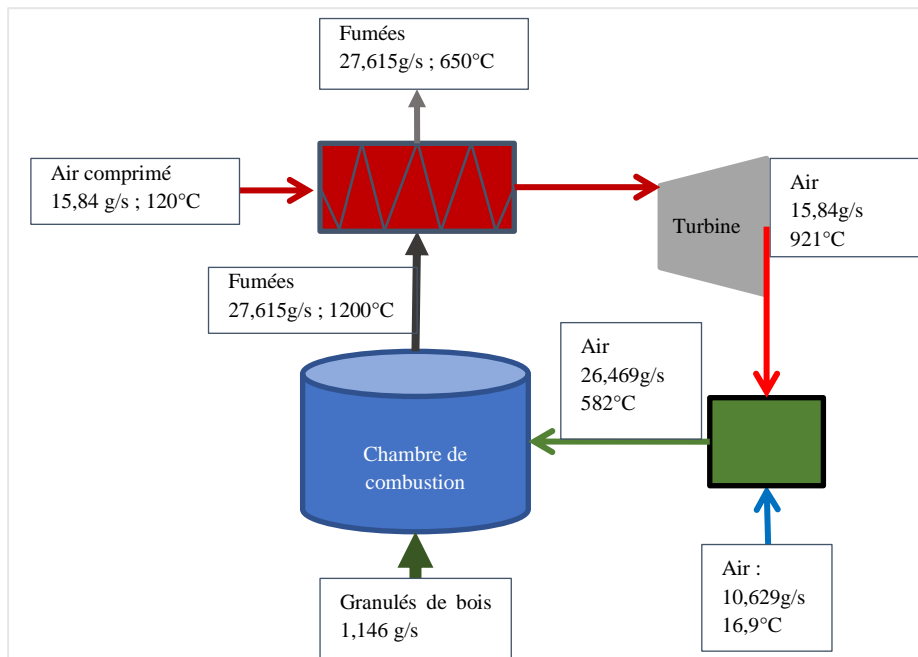 Fumées
27,615g/s ; 650°C
Air comprimé
15,84 g/s ; 120°C
Turbine
Air
15,84g/s
921°C
Fumées
27,615g/s ; 1200°C
Air
26,469g/s
582°C
Chambre de
combustion
Granulés de bois
1,146 g/s
Air :
10,629g/s
16,9°C